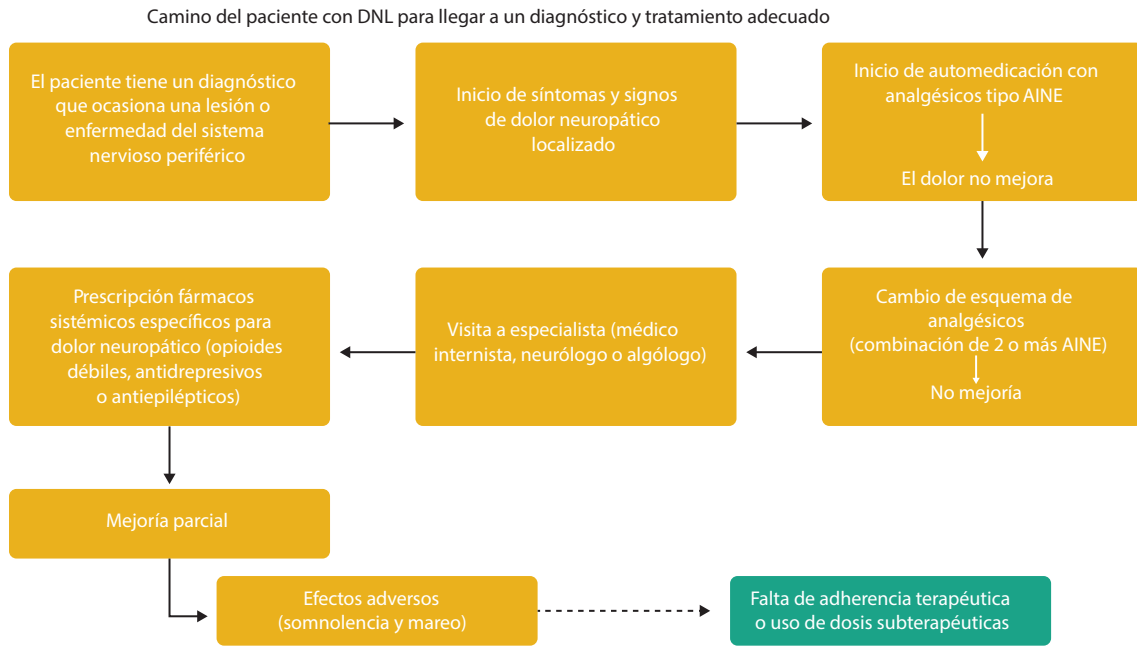 Camino del paciente con DNL para llegar a un diagnóstico y tratamiento adecuado
El paciente tiene un diagnóstico
que ocasiona una lesión o
enfermedad del sistema
nervioso periférico
Inicio de síntomas y signos
de dolor neuropático
localizado
Inicio de automedicación con
analgésicos tipo AINE
El dolor no mejora
Cambio de esquema de
analgésicos
(combinación de 2 o más AINE)
No mejoría
Visita a especialista (médico
internista, neurólogo o algólogo)
Prescripción fármacos
sistémicos específicos para
dolor neuropático (opioides
débiles, antidrepresivos
o antiepilépticos)
Mejoría parcial
Efectos adversos
(somnolencia y mareo)
Falta de adherencia terapéutica
o uso de dosis subterapéuticas